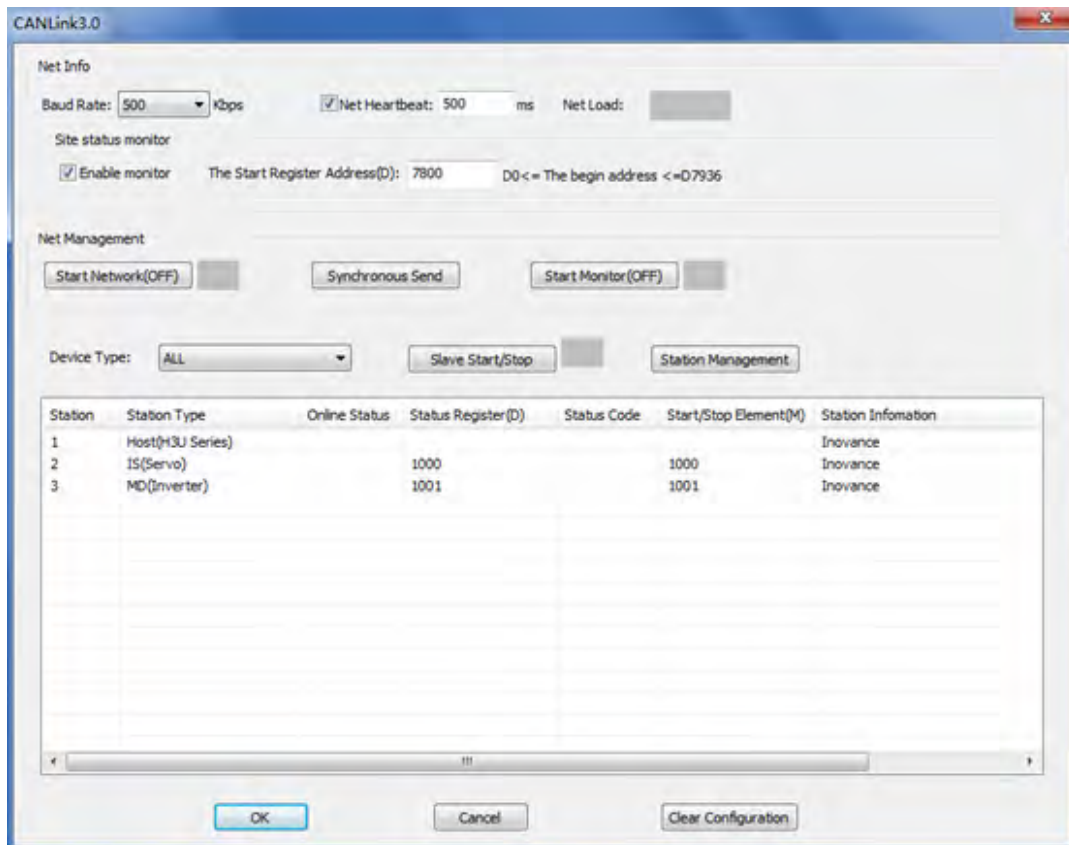 CANLink3.0
Net Info
Baud Rate: 500 Kbps Net Heartbeat: 500 ms Net Load:
Site status monitor
Enable monitor The Start Register Address(D): 7800 D0<= The begin address <=D7936
Net Management
Start Network(OFF) Synchronous Send Start Monitor(OFF)
Device Type: ALL Slave Start/Stop Station Management
Station Station Type Online Status Status Register(D) Status Code Start/Stop Element(M) Station Infomation
1 Host(H3U Series) Inovance
2 IS(Servo) 1000 1000 Inovance
3 MD(Inverter) 1001 1001 Inovance
OK Cancel Clear Configuration